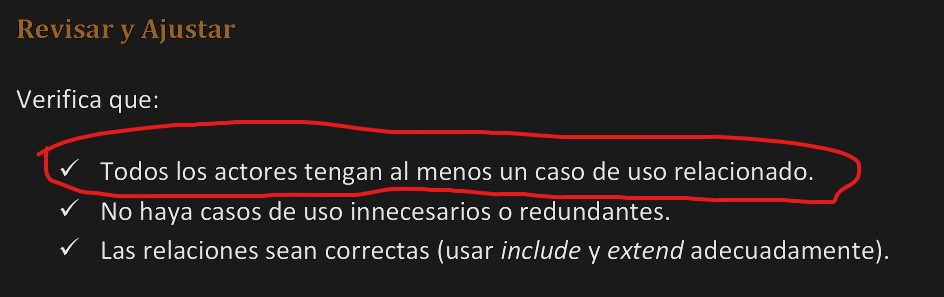 Revisar y Ajustar
Verifica que:
✓ Todos los actores tengan al menos un caso de uso relacionado.
✓ No haya casos de uso innecesarios o redundantes.
✓ Las relaciones sean correctas (usar include y extend adecuadamente).